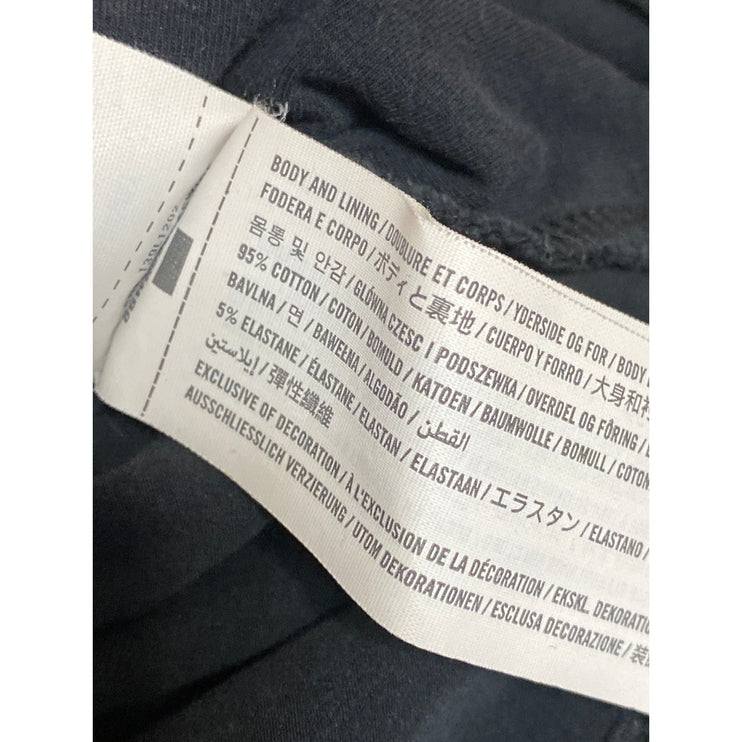 BODY AND LINING / DOUBLURE ET CORPS / YDERSIDE OG FOR / BODY
FODERA E CORPO / ボディと裏地 / CUERPO Y FORRO / 大身和衬
몸통 및 안감 / GŁÓWNA CZESC I PODSZEWKA / OVERDEL OG FÔRING /
95% COTTON / COTON / BOMULD / KATOEN / BAUMWOLLE / BOMULL / COTON
BAVLNA / 면 / BAWEŁNA / ALGODÃO / القطن
5% ELASTANE / ÉLASTANE / ELASTAN / ELASTAAN / エラスタン / ELASTANO /
إيلاستين / 彈性纖維
EXCLUSIVE OF DECORATION / À L'EXCLUSION DE LA DÉCORATION / EKSKL. DEKORATION
AUSSCHLIESSLICH VERZIERUNG / UTOM DEKORATIONEN / ESCLUSA DECORAZIONE / 装